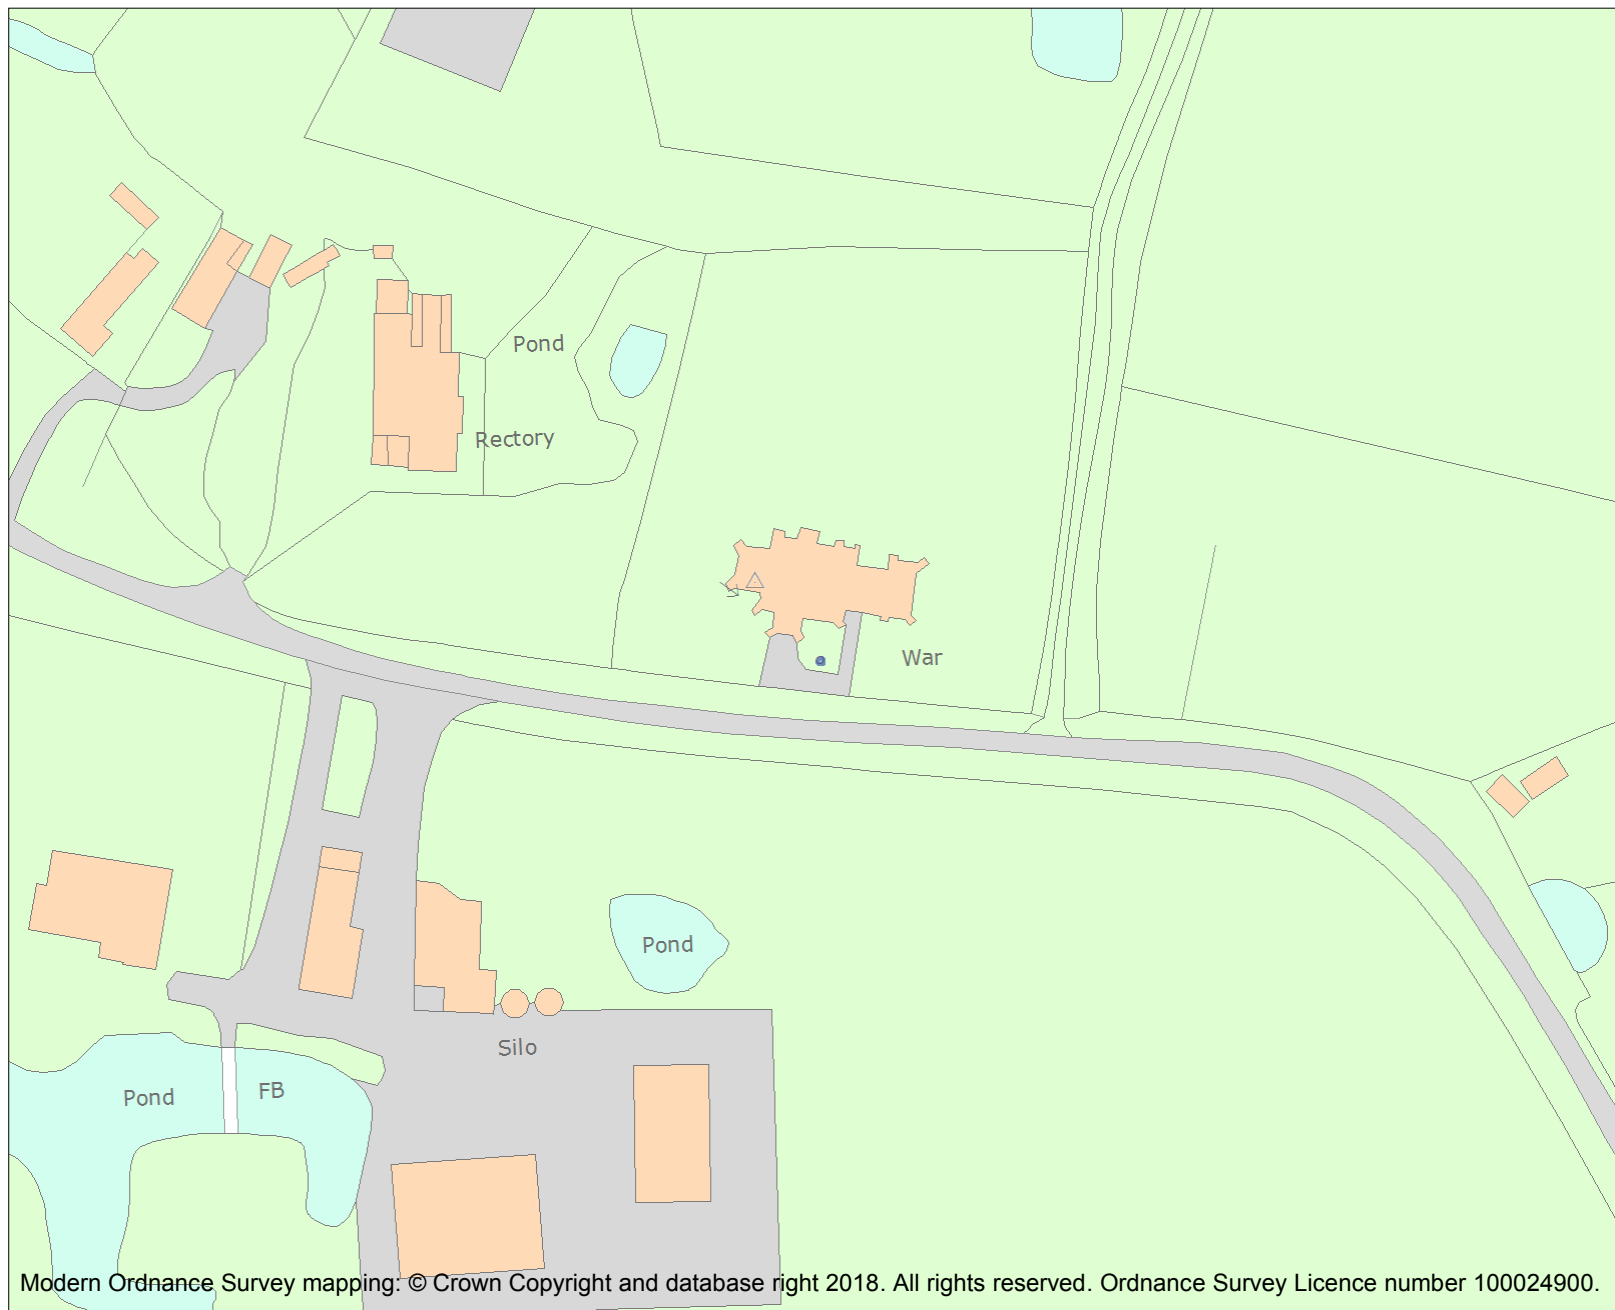 Pond
Rectory
War
Pond
Silo
FB
Pond
Modern Ordnance Survey mapping: © Crown Copyright and database right 2018. All rights reserved. Ordnance Survey Licence number 100024900.